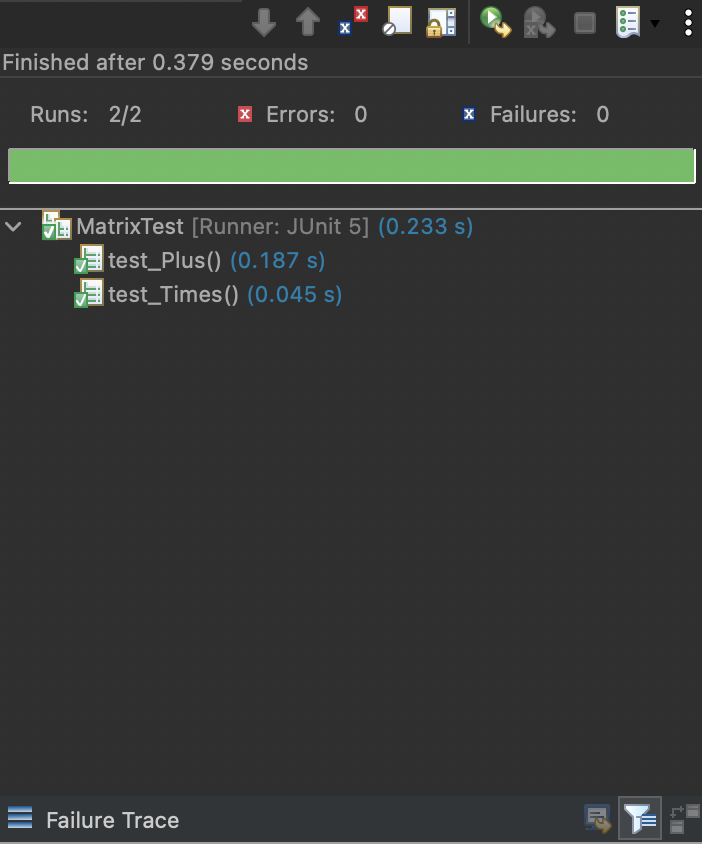 Finished after 0.379 seconds
Runs: 2/2 Errors: 0 Failures: 0
MatrixTest [Runner: JUnit 5] (0.233 s)
test_Plus() (0.187 s)
test_Times() (0.045 s)
Failure Trace